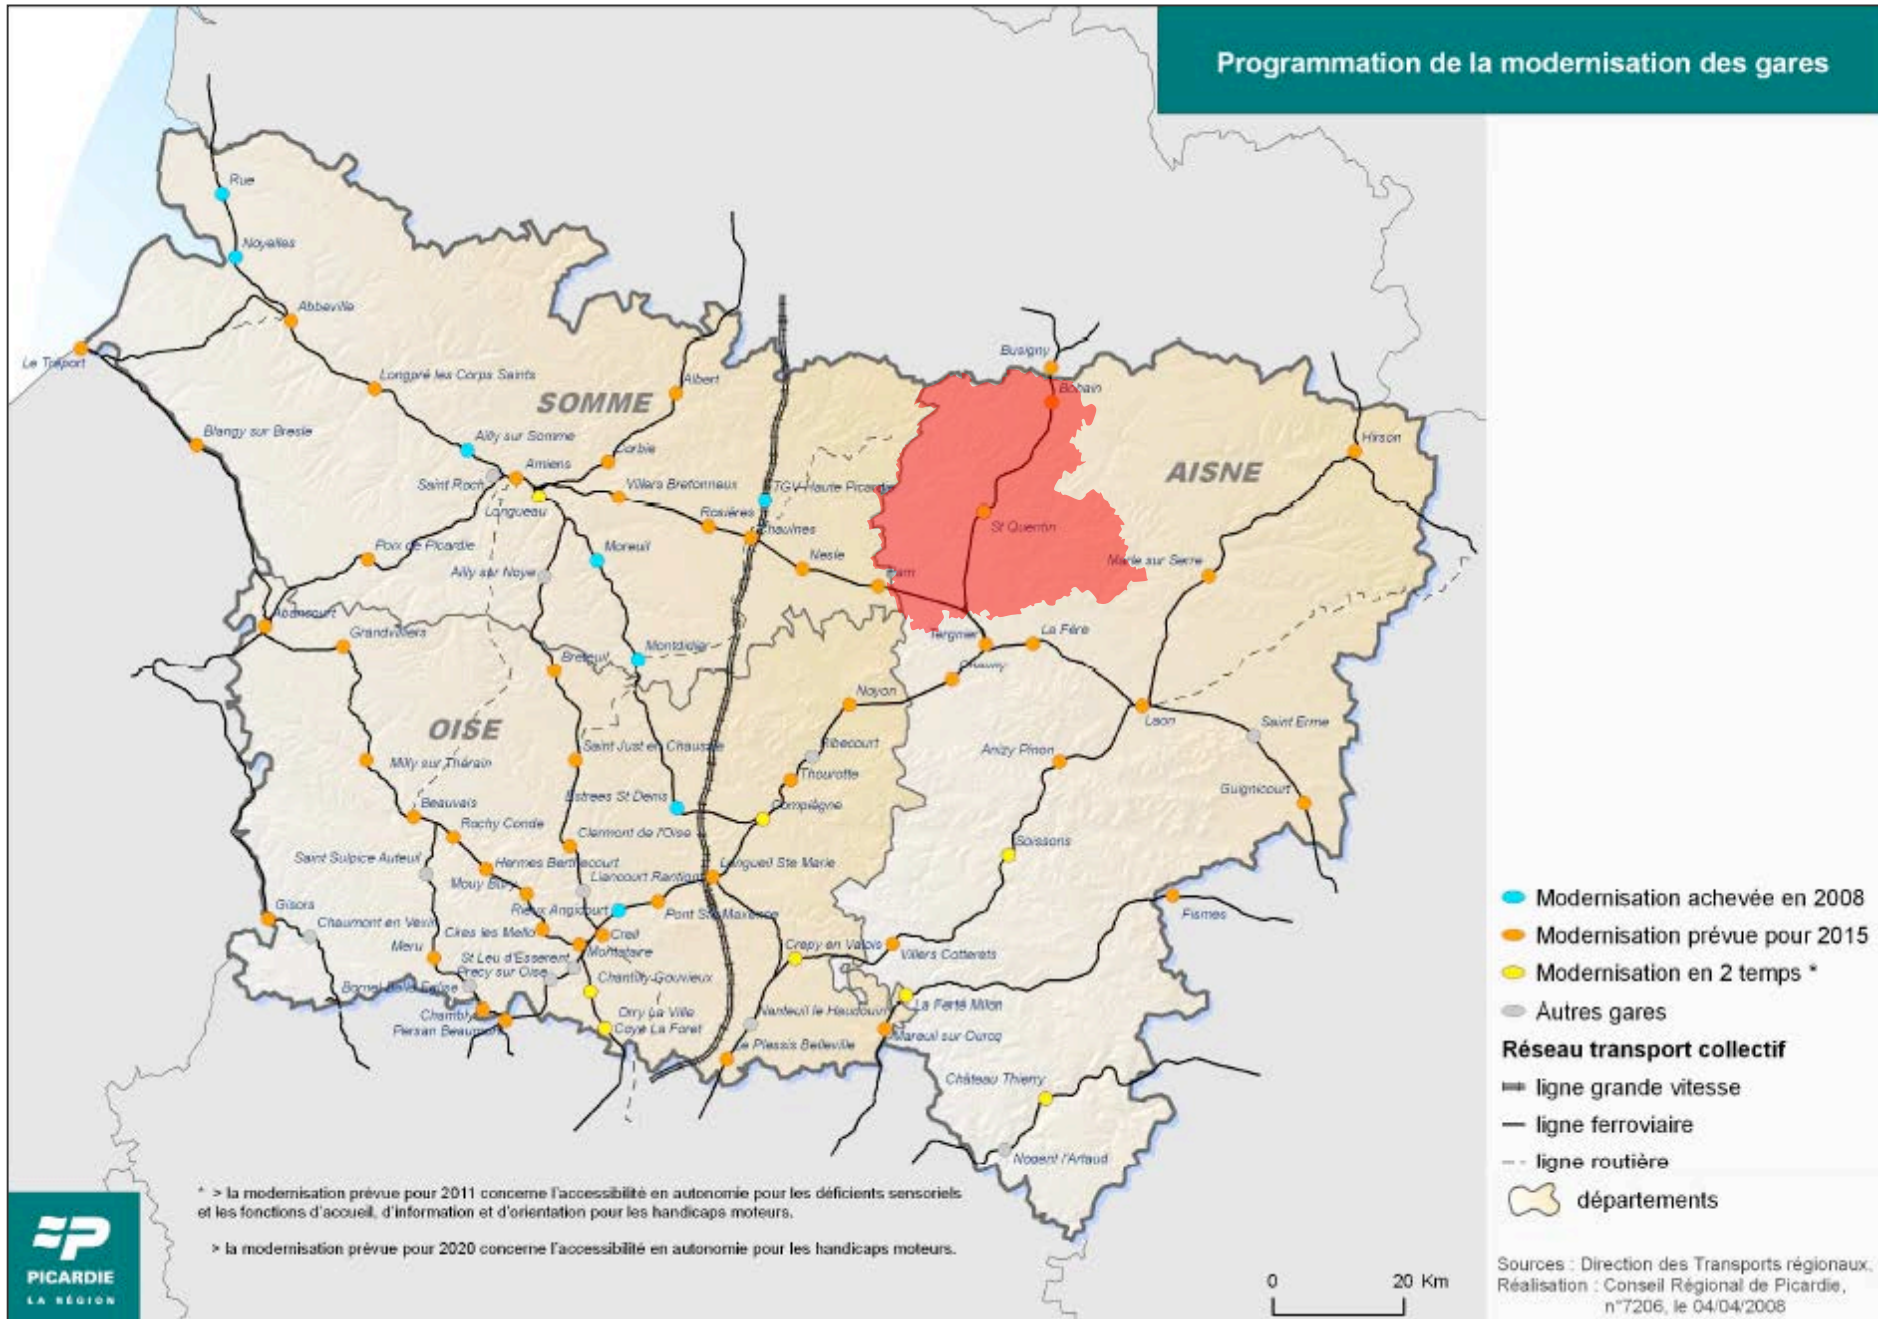 Programmation de la modernisation des gares
Rue
Noyelles
Abbeville
Le Tréport
Longpré les Corps Saints
SOMME
Albert
Busigny
Bohain
Blangy sur Bresle
Ailly sur Somme
Corbie
Hirson
AISNE
Amiens
Saint Roch
Villers Bretonneux
TGV Haute Picardie
Longueau
Rosières
Chaulnes
St Quentin
Poix de Picardie
Moreuil
Nesle
Marle sur Serre
Ailly sur Noye
Ham
Abancourt
Grandvilliers
Montdidier
Tergnier
La Fère
Breteuil
Chauny
Noyon
Laon
Saint Erme
OISE
Saint Just en Chaussée
Ribecourt
Anizy Pinon
Milly sur Thérain
Thourotte
Estrees St Denis
Compiègne
Guignicourt
Beauvais
Rochy Conde
Clermont de l'Oise
Soissons
Saint Sulpice Auteuil
Hermes Berthecourt
Longueil Ste Marie
Liancourt Rantigny
Mouy Bury
Rieux Angicourt
Pont Ste Maxence
Gisors
Chaumont en Vexin
Cires les Mello
Creil
Fismes
Meru
Montataire
Crepy en Valois
Villers Cotterets
St Leu d'Esserent
Precy sur Oise
Chantilly Gouvieux
Bornel Belle Eglise
La Ferté Milon
Chambly
Orry La Ville
Coye La Foret
Nanteuil le Haudouin
Persan Beaumont
Mareuil sur Ourcq
Le Plessis Belleville
Château Thierry
Nogent l'Artaud
Modernisation achevée en 2008
Modernisation prévue pour 2015
Modernisation en 2 temps *
Autres gares
Réseau transport collectif
ligne grande vitesse
ligne ferroviaire
ligne routière
départements
* > la modernisation prévue pour 2011 concerne l'accessibilité en autonomie pour les déficients sensoriels
et les fonctions d'accueil, d'information et d'orientation pour les handicaps moteurs.
> la modernisation prévue pour 2020 concerne l'accessibilité en autonomie pour les handicaps moteurs.
PICARDIE
LA RÉGION
0 20 Km
Sources : Direction des Transports régionaux.
Réalisation : Conseil Régional de Picardie,
n°7206, le 04/04/2008